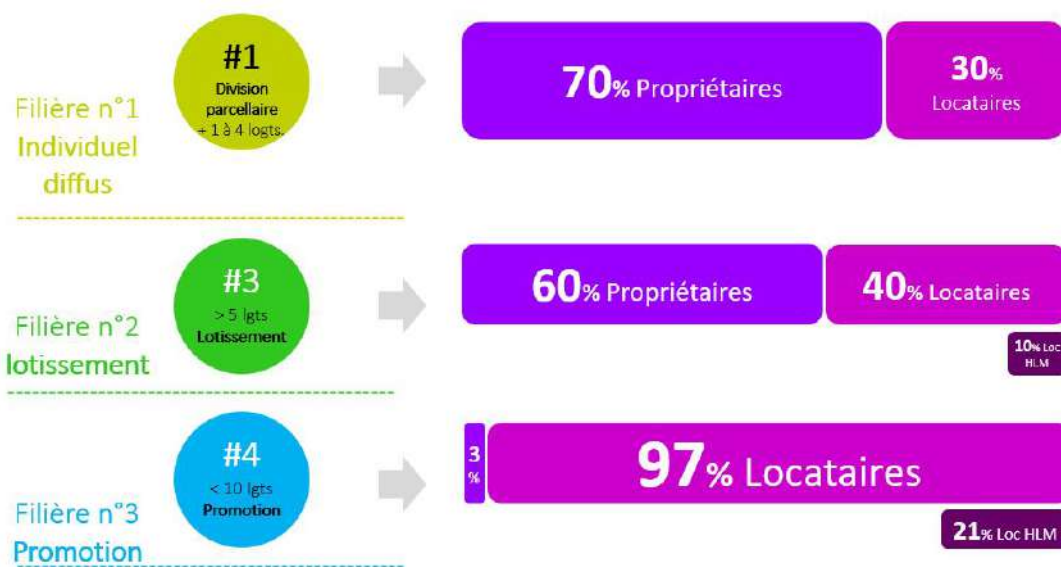 Filière n°1
Individuel
diffus
#1
Division
parcellaire
+ 1 à 4 logts.
70% Propriétaires
30%
Locataires
Filière n°2
lotissement
#3
> 5 lgts
Lotissement
60% Propriétaires
40% Locataires
10% Loc
HLM
Filière n°3
Promotion
#4
< 10 lgts
Promotion
3
%
97% Locataires
21% Loc HLM